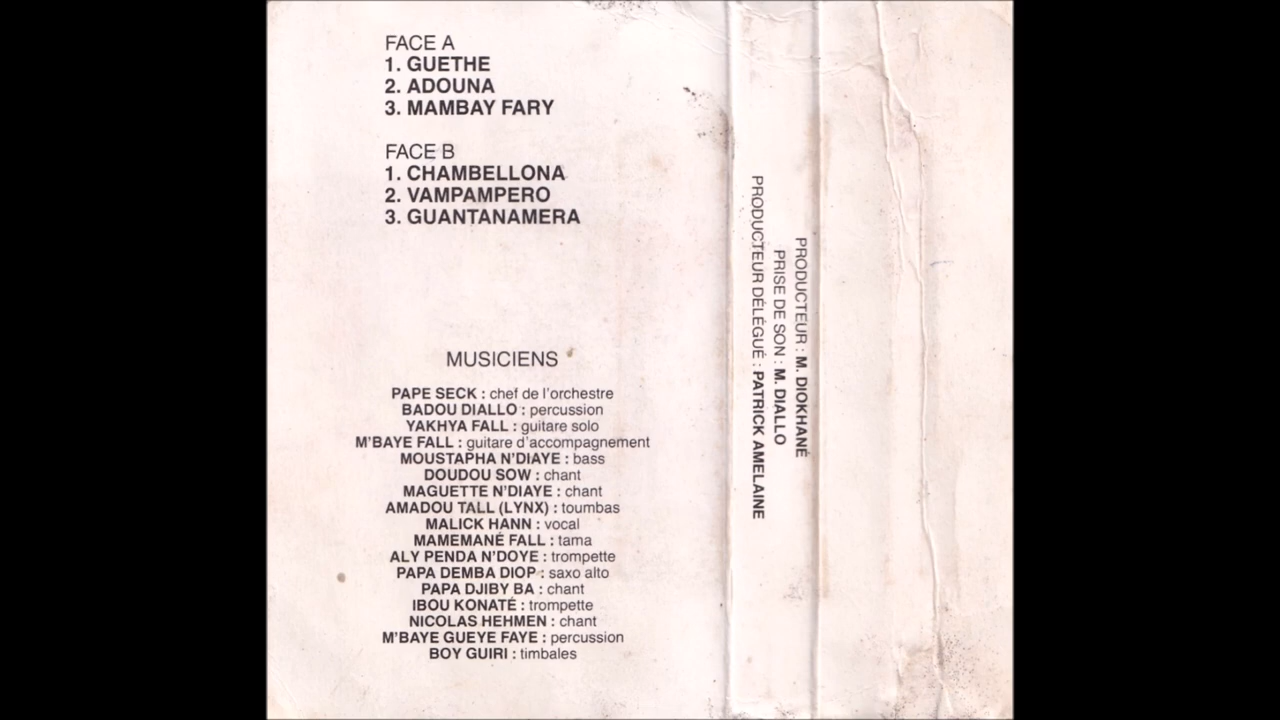 FACE A
1. GUETHE
2. ADOUNA
3. MAMBAY FARY
FACE B
1. CHAMBELLONA
2. VAMPAMPERO
3. GUANTANAMERA
MUSICIENS
PAPE SECK : chef de l'orchestre
BADOU DIALLO : percussion
YAKHYA FALL : guitare solo
M'BAYE FALL : guitare d'accompagnement
MOUSTAPHA N'DIAYE : bass
DOUDOU SOW : chant
MAGUETTE N'DIAYE : chant
AMADOU TALL (LYNX) : toumbas
MALICK HANN : vocal
MAMEMANÉ FALL : tama
ALY PENDA N'DOYE : trompette
PAPA DEMBA DIOP : saxo alto
PAPA DJIBY BA : chant
IBOU KONATÉ : trompette
NICOLAS HEHMEN : chant
M'BAYE GUEYE FAYE : percussion
BOY GUIRI : timbales
PRODUCTEUR : M. DIOKHANÉ
PRISE DE SON : M. DIALLO
PRODUCTEUR DÉLÉGUÉ : PATRICK AMELAINE